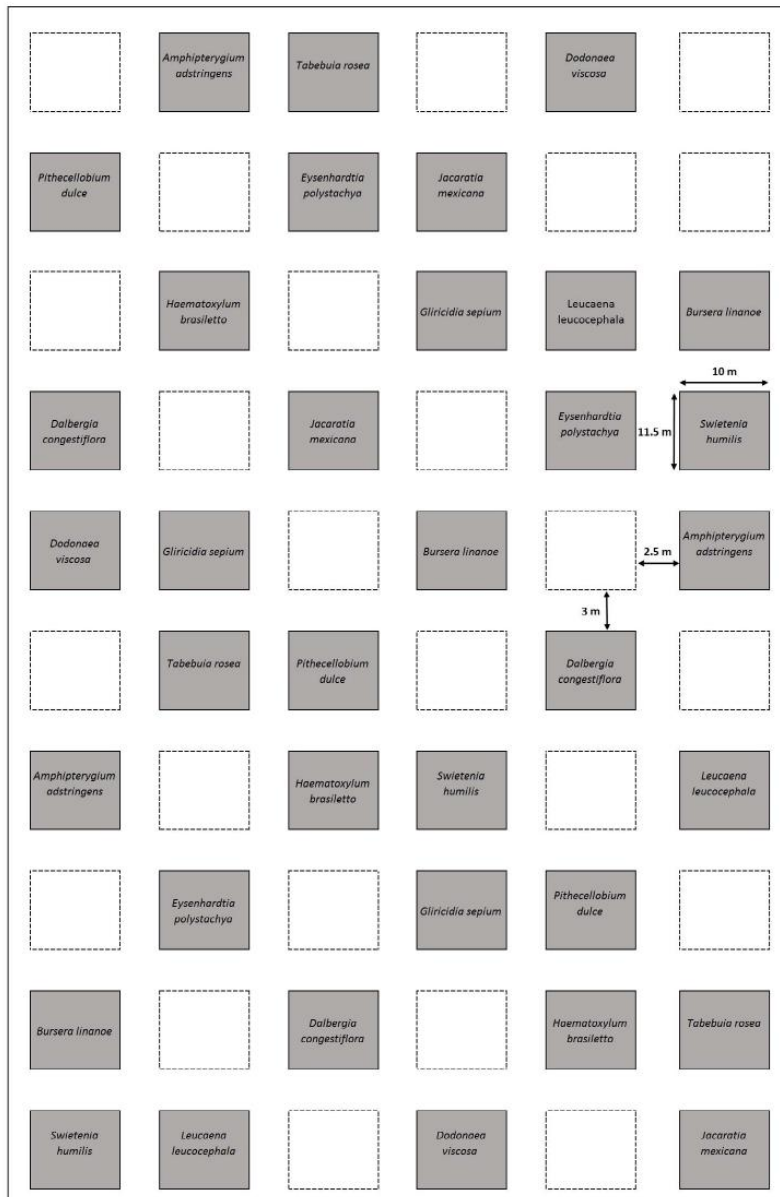 Amphipterygium
adstringens
Tabebuia rosea
Dodonaea
viscosa
Pithecellobium
dulce
Eysenhardtia
polystachya
Jacaratia
mexicana
Haematoxylum
brasiletto
Gliricidia sepium
Leucaena
leucocephala
Bursera linanoe
10 m
Dalbergia
congestiflora
Jacaratia
mexicana
Eysenhardtia
polystachya
11.5 m
Swietenia
humilis
Dodonaea
viscosa
Gliricidia sepium
Bursera linanoe
2.5 m
Amphipterygium
adstringens
3 m
Tabebuia rosea
Pithecellobium
dulce
Dalbergia
congestiflora
Amphipterygium
adstringens
Haematoxylum
brasiletto
Swietenia
humilis
Leucaena
leucocephala
Eysenhardtia
polystachya
Gliricidia sepium
Pithecellobium
dulce
Bursera linanoe
Dalbergia
congestiflora
Haematoxylum
brasiletto
Tabebuia rosea
Swietenia
humilis
Leucaena
leucocephala
Dodonaea
viscosa
Jacaratia
mexicana